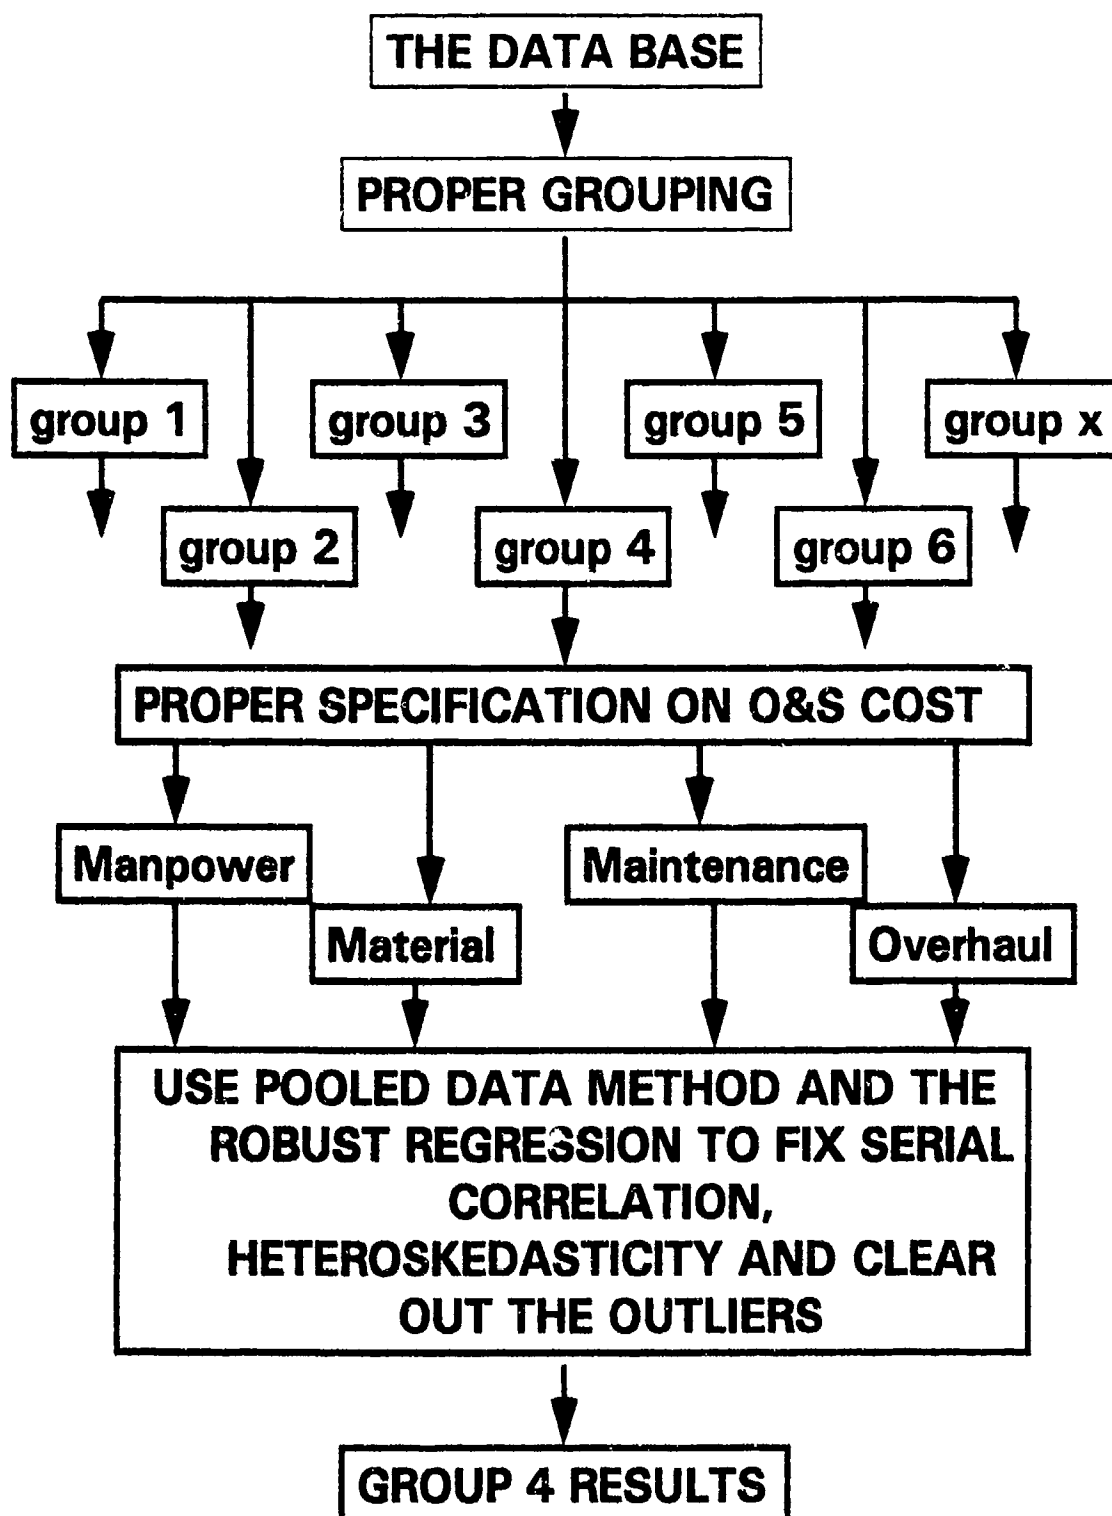 THE DATA BASE
PROPER GROUPING
group 1
group 3
group 5
group x
group 2
group 4
group 6
PROPER SPECIFICATION ON O&S COST
Manpower
Maintenance
Material
Overhaul
USE POOLED DATA METHOD AND THE
ROBUST REGRESSION TO FIX SERIAL
CORRELATION,
HETEROSKEDASTICITY AND CLEAR
OUT THE OUTLIERS
GROUP 4 RESULTS